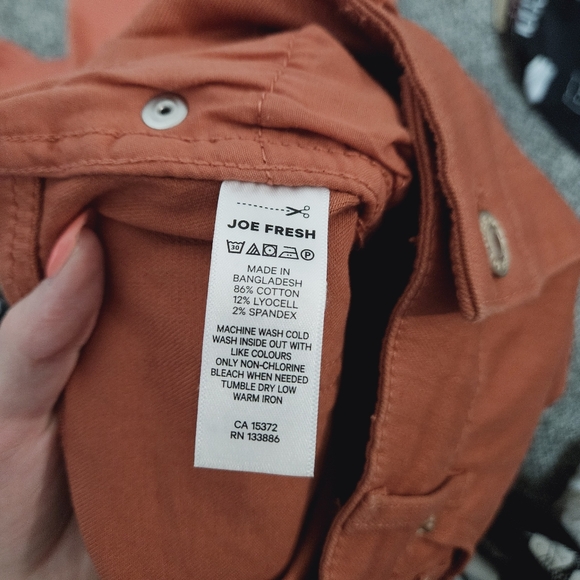 JOE FRESH
30 P
MADE IN
BANGLADESH
86% COTTON
12% LYOCELL
2% SPANDEX
MACHINE WASH COLD
WASH INSIDE OUT WITH
LIKE COLOURS
ONLY NON-CHLORINE
BLEACH WHEN NEEDED
TUMBLE DRY LOW
WARM IRON
CA 15372
RN 133886